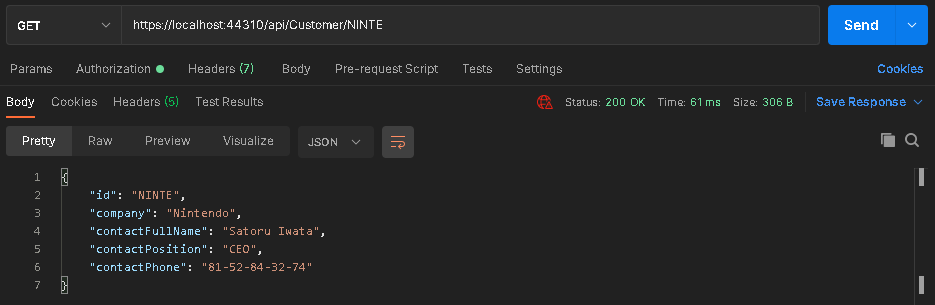 GET https://localhost:44310/api/Customer/NINTE Send
Params Authorization Headers (7) Body Pre-request Script Tests Settings Cookies
Body Cookies Headers (5) Test Results Status: 200 OK Time: 61 ms Size: 306 B Save Response
Pretty Raw Preview Visualize JSON
1 {
2 "id": "NINTE",
3 "company": "Nintendo",
4 "contactFullName": "Satoru Iwata",
5 "contactPosition": "CEO",
6 "contactPhone": "81-52-84-32-74"
7 }